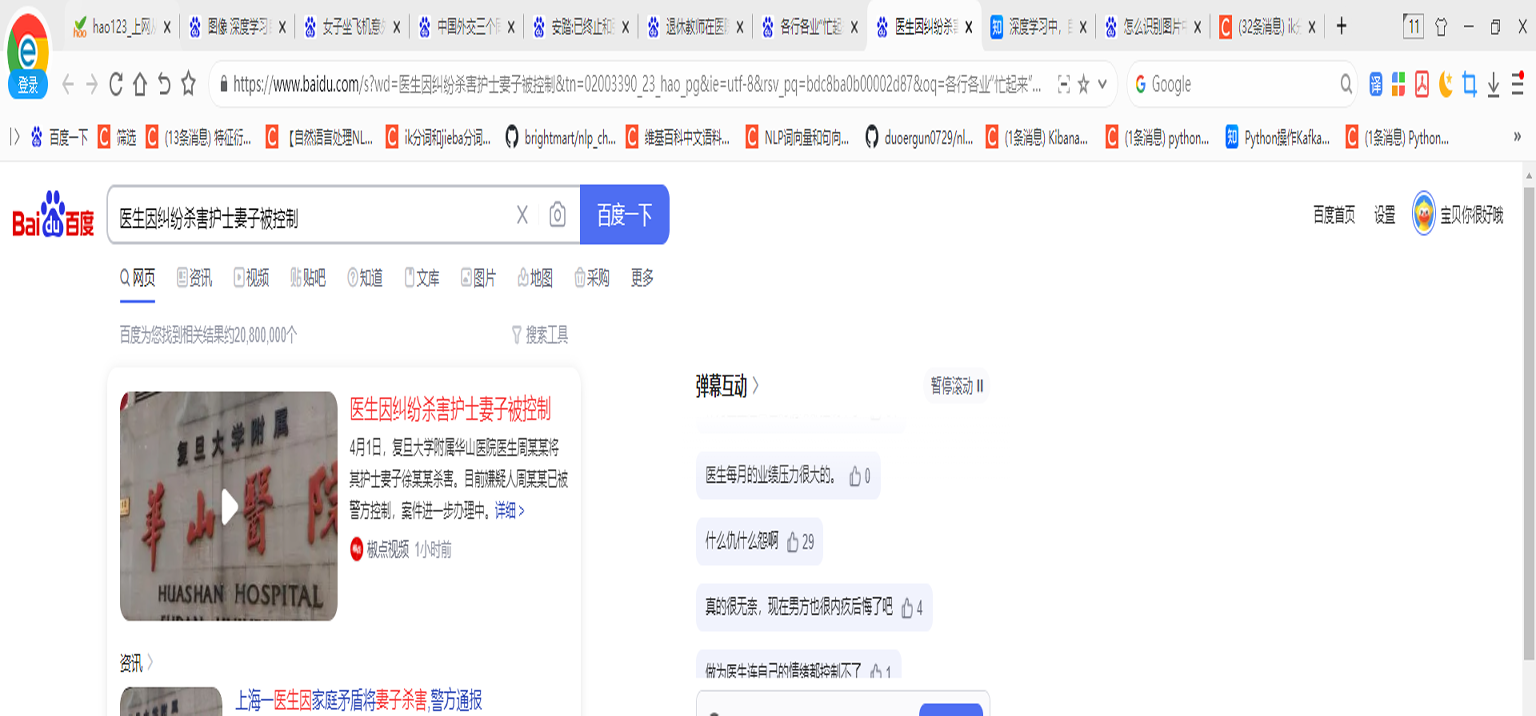 hao123_上网
图像 深度学习
女子坐飞机意外
中国外交三个
安踏:已终止和
退休教师在医
各行各业“忙起
医生因纠纷杀害
深度学习中,
怎么识别图片中
(32条消息) ik
11
登录
https://www.baidu.com/s?wd=医生因纠纷杀害护士妻子被控制&tn=02003390_23_hao_pg&ie=utf-8&rsv_pq=bdc8ba0b00002d87&oq=各行各业“忙起来”...
Google
译
百度一下
筛选
(13条消息) 特征衍...
【自然语言处理NL...
ik分词和jieba分词...
brightmart/nlp_ch...
维基百科中文语料...
NLP词向量和句向...
duoergun0729/nl...
(1条消息) Kibana...
(1条消息) python...
Python操作Kafka...
(1条消息) Python...
»
Bai du 百度
医生因纠纷杀害护士妻子被控制
百度一下
百度首页 设置 宝贝你很好哦
网页 资讯 视频 贴吧 知道 文库 图片 地图 采购 更多
百度为您找到相关结果约20,800,000个
搜索工具
复旦大学附属
華山醫院
HUASHAN HOSPITAL
医生因纠纷杀害护士妻子被控制
4月1日,复旦大学附属华山医院医生周某某将
其护士妻子徐某某杀害。目前嫌疑人周某某已被
警方控制,案件进一步办理中。详细 >
椒点视频 1小时前
资讯 >
上海一医生因家庭矛盾将妻子杀害,警方通报
弹幕互动 >
暂停滚动
医生每月的业绩压力很大的。 0
什么仇什么怨啊 29
真的很无奈,现在男方也很内疚后悔了吧 4
做为医生连自己的情绪都控制不了 1